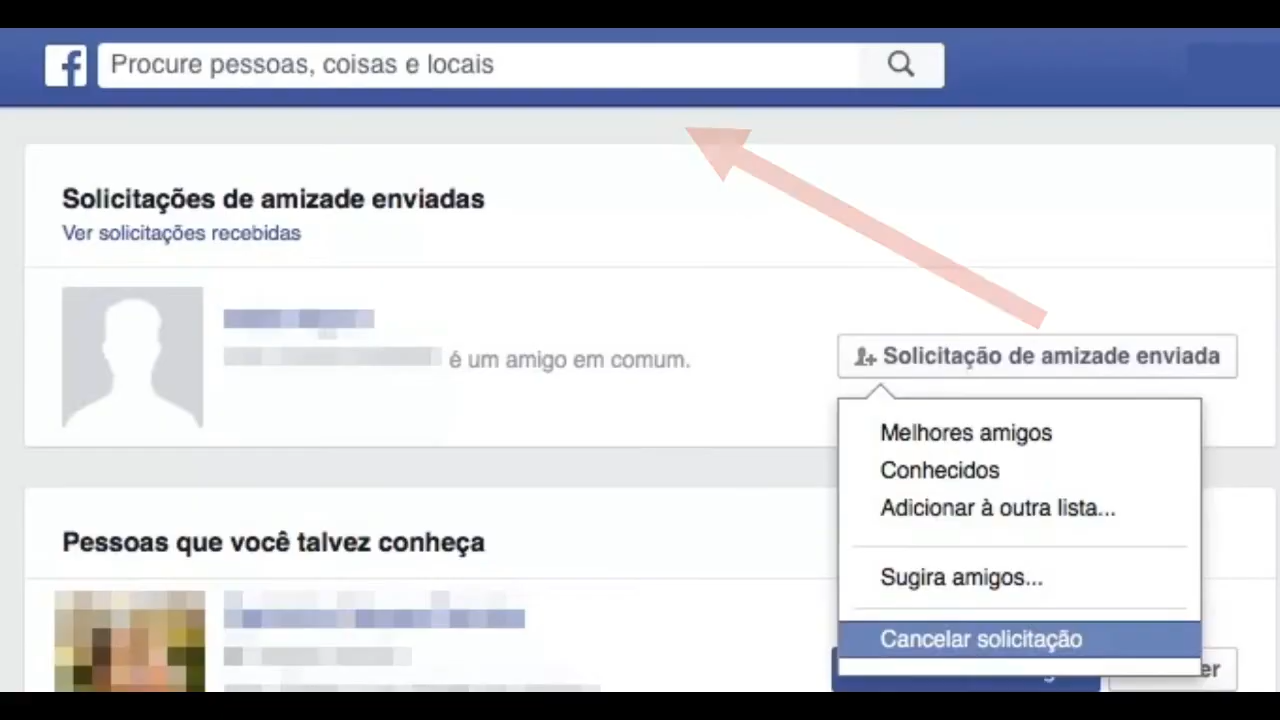 f Procure pessoas, coisas e locais
Solicitações de amizade enviadas
Ver solicitações recebidas
é um amigo em comum.
Solicitação de amizade enviada
Melhores amigos
Conhecidos
Adicionar à outra lista...
Sugira amigos...
Cancelar solicitação
Pessoas que você talvez conheça